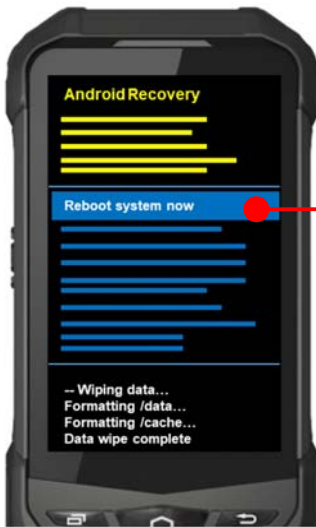 Android Recovery
Reboot system now
-- Wiping data...
Formatting /data...
Formatting /cache...
Data wipe complete